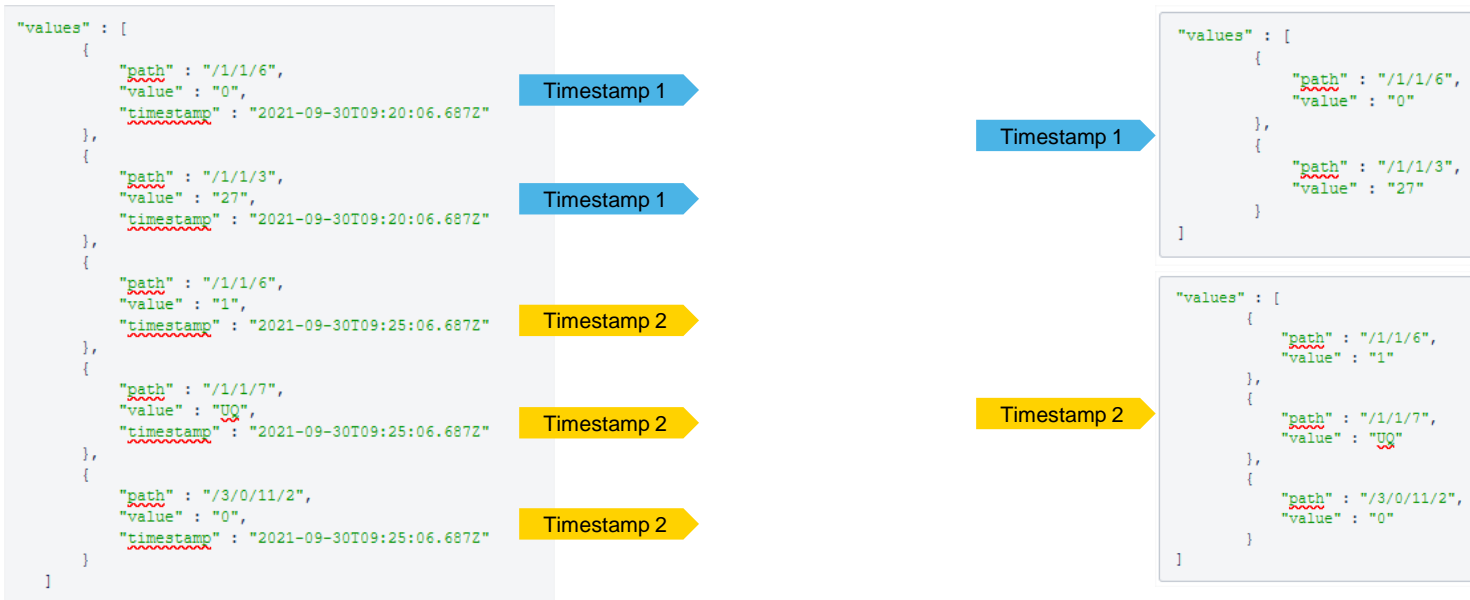 "values" : [
{
"path" : "/1/1/6",
"value" : "0",
"timestamp" : "2021-09-30T09:20:06.687Z"
},
{
"path" : "/1/1/3",
"value" : "27",
"timestamp" : "2021-09-30T09:20:06.687Z"
},
{
"path" : "/1/1/6",
"value" : "1",
"timestamp" : "2021-09-30T09:25:06.687Z"
},
{
"path" : "/1/1/7",
"value" : "UQ",
"timestamp" : "2021-09-30T09:25:06.687Z"
},
{
"path" : "/3/0/11/2",
"value" : "0",
"timestamp" : "2021-09-30T09:25:06.687Z"
}
]
Timestamp 1
Timestamp 1
Timestamp 2
Timestamp 2
Timestamp 2
Timestamp 1
"values" : [
{
"path" : "/1/1/6",
"value" : "0"
},
{
"path" : "/1/1/3",
"value" : "27"
}
]
Timestamp 2
"values" : [
{
"path" : "/1/1/6",
"value" : "1"
},
{
"path" : "/1/1/7",
"value" : "UQ"
},
{
"path" : "/3/0/11/2",
"value" : "0"
}
]